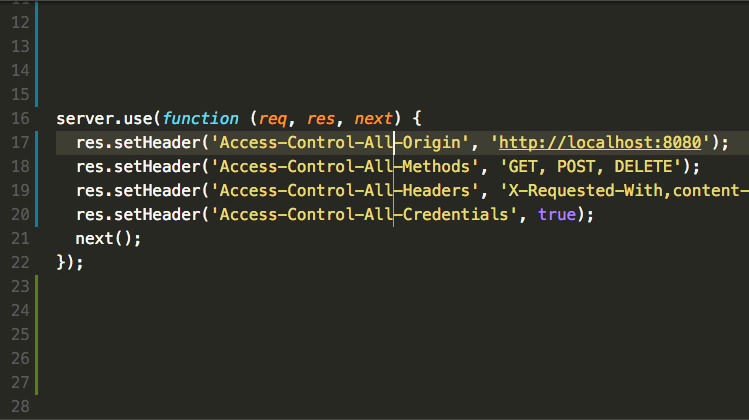 11
12
13
14
15
16 server.use(function (req, res, next) {
17 res.setHeader('Access-Control-All-Origin', 'http://localhost:8080');
18 res.setHeader('Access-Control-All-Methods', 'GET, POST, DELETE');
19 res.setHeader('Access-Control-All-Headers', 'X-Requested-With,content-
20 res.setHeader('Access-Control-All-Credentials', true);
21 next();
22 });
23
24
25
26
27
28